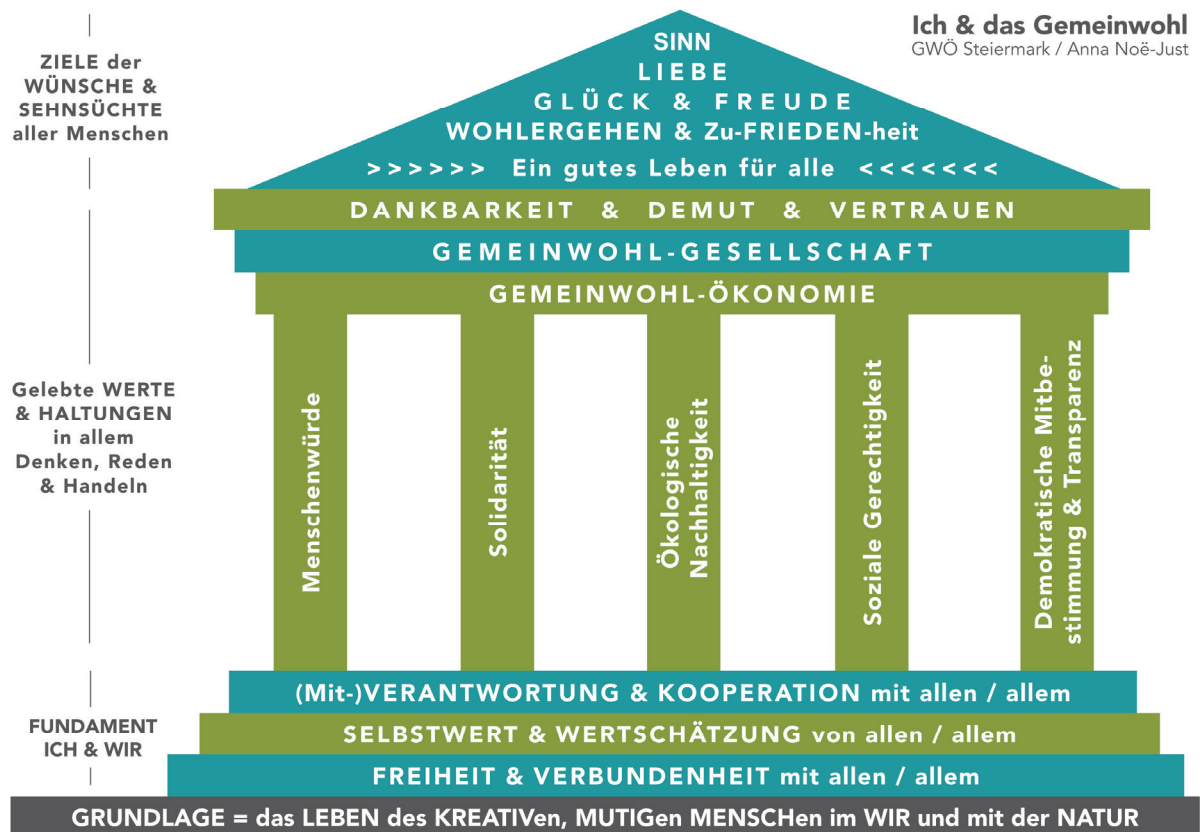 Ich & das Gemeinwohl
GWÖ Steiermark / Anna Noë-Just
ZIELE der
WÜNSCHE &
SEHNSÜCHTE
aller Menschen
SINN
LIEBE
GLÜCK & FREUDE
WOHLERGEHEN & Zu-FRIEDEN-heit
>>>>>> Ein gutes Leben für alle <<<<<<<
DANKBARKEIT & DEMUT & VERTRAUEN
GEMEINWOHL-GESELLSCHAFT
GEMEINWOHL-ÖKONOMIE
Gelebte WERTE
& HALTUNGEN
in allem
Denken, Reden
& Handeln
Menschenwürde
Solidarität
Ökologische
Nachhaltigkeit
Soziale Gerechtigkeit
Demokratische Mitbe-
stimmung & Transparenz
FUNDAMENT
ICH & WIR
(Mit-)VERANTWORTUNG & KOOPERATION mit allen / allem
SELBSTWERT & WERTSCHÄTZUNG von allen / allem
FREIHEIT & VERBUNDENHEIT mit allen / allem
GRUNDLAGE = das LEBEN des KREATIVen, MUTIGen MENSCHen im WIR und mit der NATUR